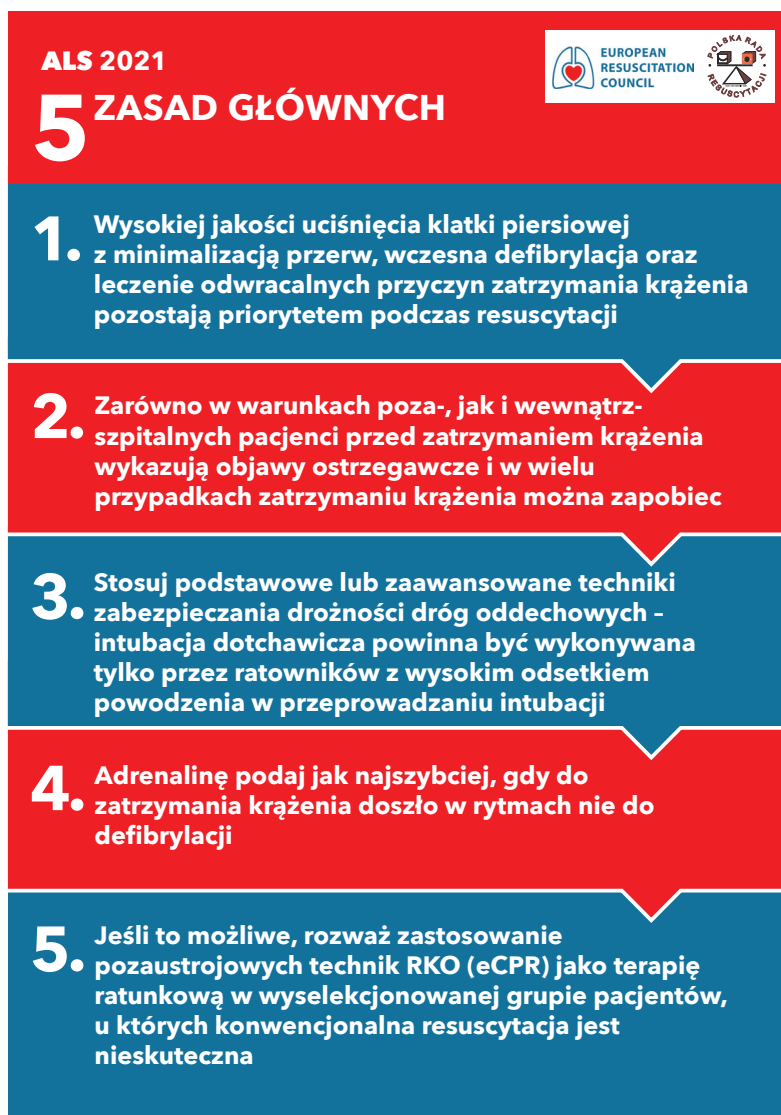 ALS 2021
5 ZASAD GŁÓWNYCH
EUROPEAN
RESUSCITATION
COUNCIL
POLSKA RADA
RESUSCYTACJI
1. Wysokiej jakości uciśnięcia klatki piersiowej
z minimalizacją przerw, wczesna defibrylacja oraz
leczenie odwracalnych przyczyn zatrzymania krążenia
pozostają priorytetem podczas resuscytacji
2. Zarówno w warunkach poza-, jak i wewnątrz-
szpitalnych pacjenci przed zatrzymaniem krążenia
wykazują objawy ostrzegawcze i w wielu
przypadkach zatrzymaniu krążenia można zapobiec
3. Stosuj podstawowe lub zaawansowane techniki
zabezpieczania drożności dróg oddechowych –
intubacja dotchawicza powinna być wykonywana
tylko przez ratowników z wysokim odsetkiem
powodzenia w przeprowadzaniu intubacji
4. Adrenalinę podaj jak najszybciej, gdy do
zatrzymania krążenia doszło w rytmach nie do
defibrylacji
5. Jeśli to możliwe, rozważ zastosowanie
pozaustrojowych technik RKO (eCPR) jako terapię
ratunkową w wyselekcjonowanej grupie pacjentów,
u których konwencjonalna resuscytacja jest
nieskuteczna